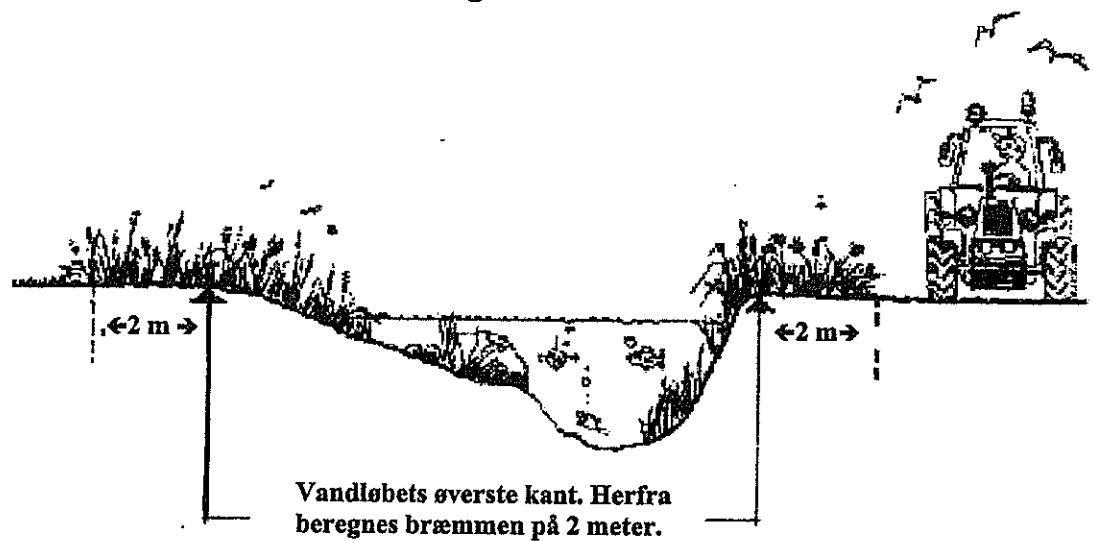 ←2 m→ ←2 m→
Vandløbets øverste kant. Herfra
beregnes bræmmen på 2 meter.